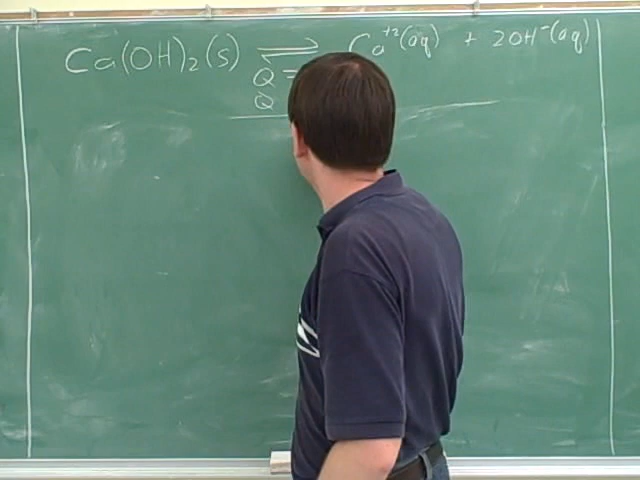 Ca(OH)₂(s) ⇌ Ca⁺²(aq) + 2OH⁻(aq)
Q =
Q